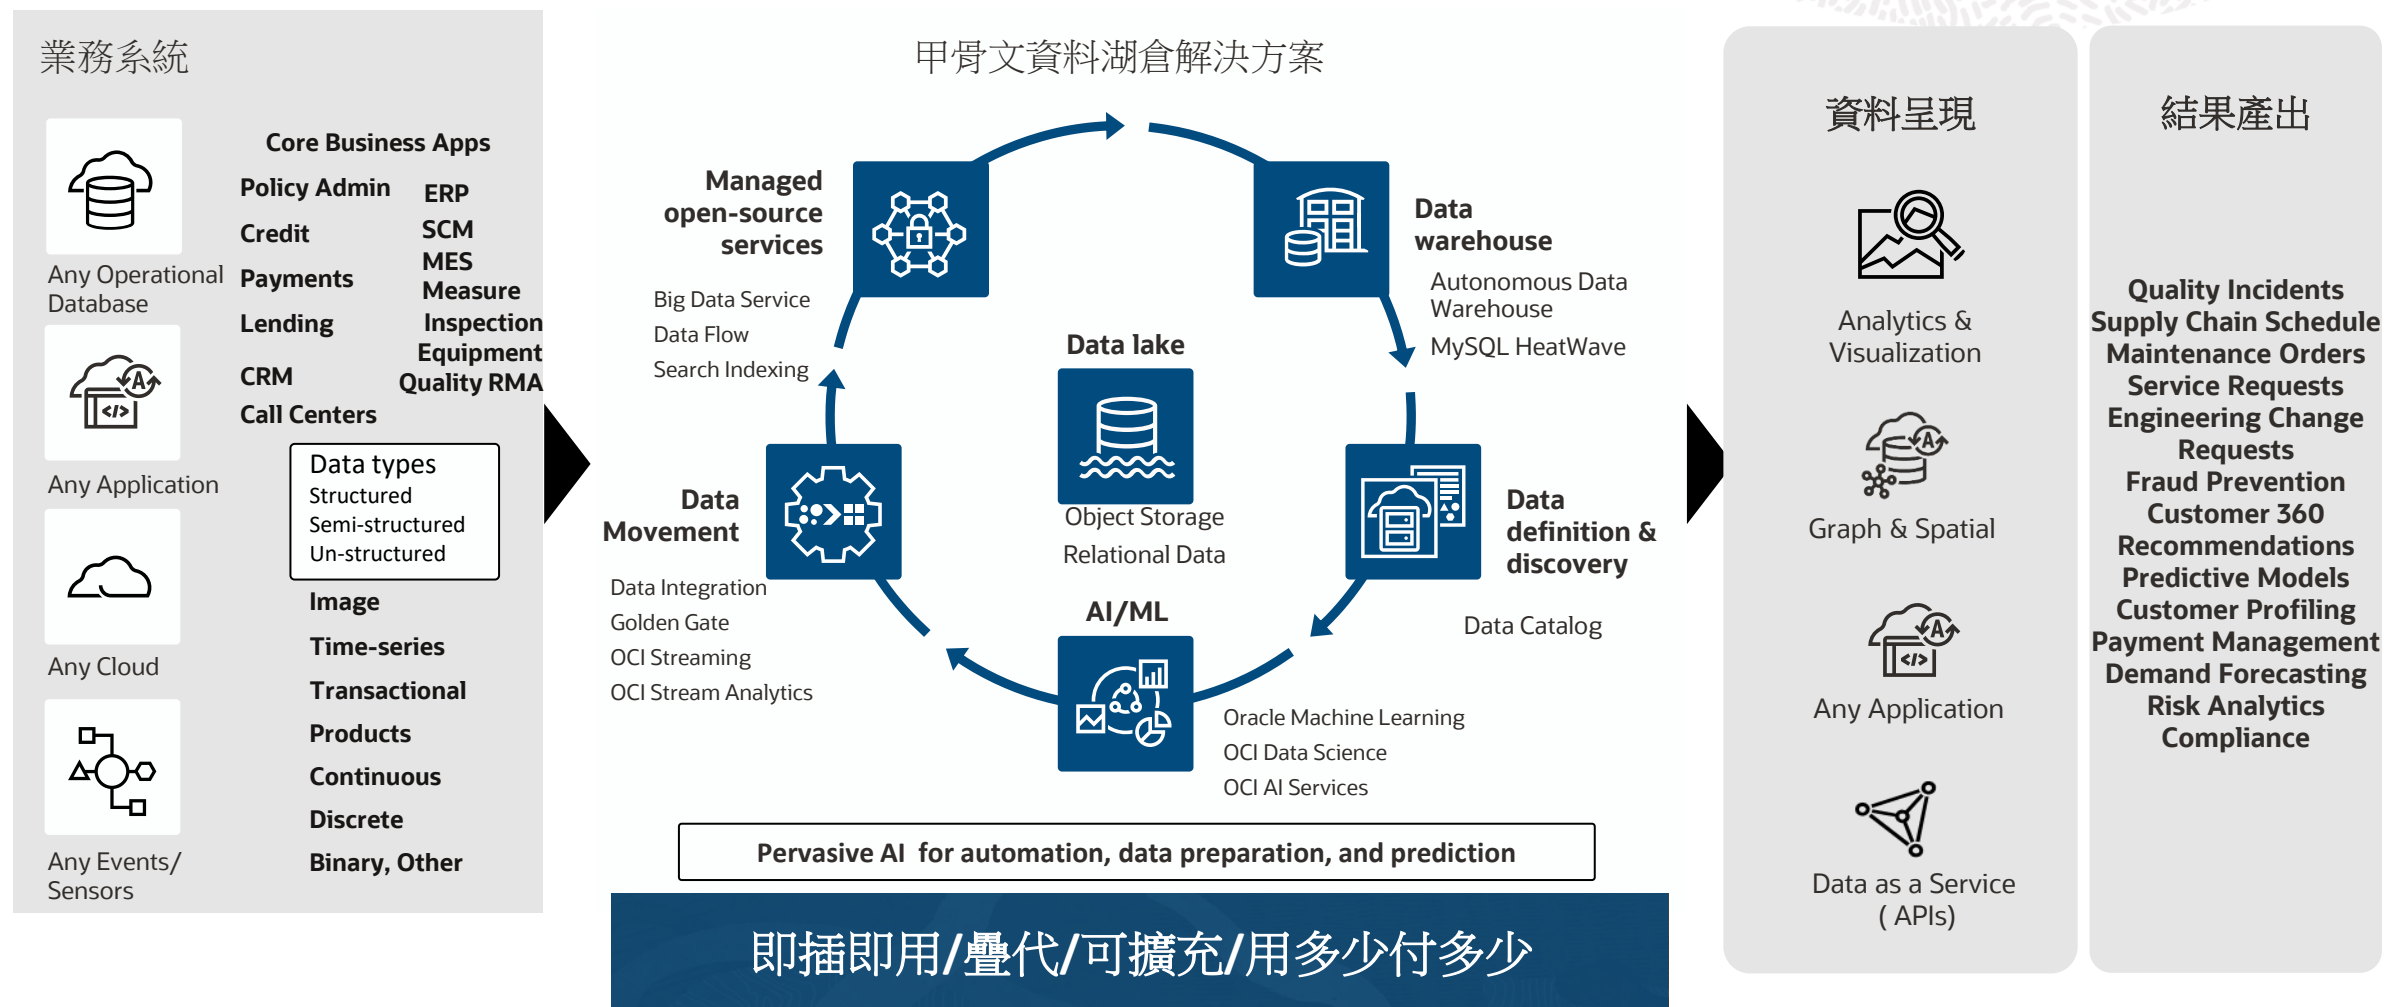 業務系統
Any Operational
Database
Any Application
Any Cloud
Any Events/
Sensors
Core Business Apps
Policy Admin
Credit
Payments
Lending
CRM
Call Centers
ERP
SCM
MES
Measure
Inspection
Equipment
Quality RMA
Data types
Structured
Semi-structured
Un-structured
Image
Time-series
Transactional
Products
Continuous
Discrete
Binary, Other
甲骨文資料湖倉解決方案
Managed
open-source
services
Big Data Service
Data Flow
Search Indexing
Data
warehouse
Autonomous Data
Warehouse
MySQL HeatWave
Data lake
Object Storage
Relational Data
Data
Movement
Data Integration
Golden Gate
OCI Streaming
OCI Stream Analytics
Data
definition &
discovery
Data Catalog
AI/ML
Oracle Machine Learning
OCI Data Science
OCI AI Services
Pervasive AI  for automation, data preparation, and prediction
即插即用/疊代/可擴充/用多少付多少
資料呈現
Analytics &
Visualization
Graph & Spatial
Any Application
Data as a Service
( APIs)
結果產出
Quality Incidents
Supply Chain Schedule
Maintenance Orders
Service Requests
Engineering Change
Requests
Fraud Prevention
Customer 360
Recommendations
Predictive Models
Customer Profiling
Payment Management
Demand Forecasting
Risk Analytics
Compliance